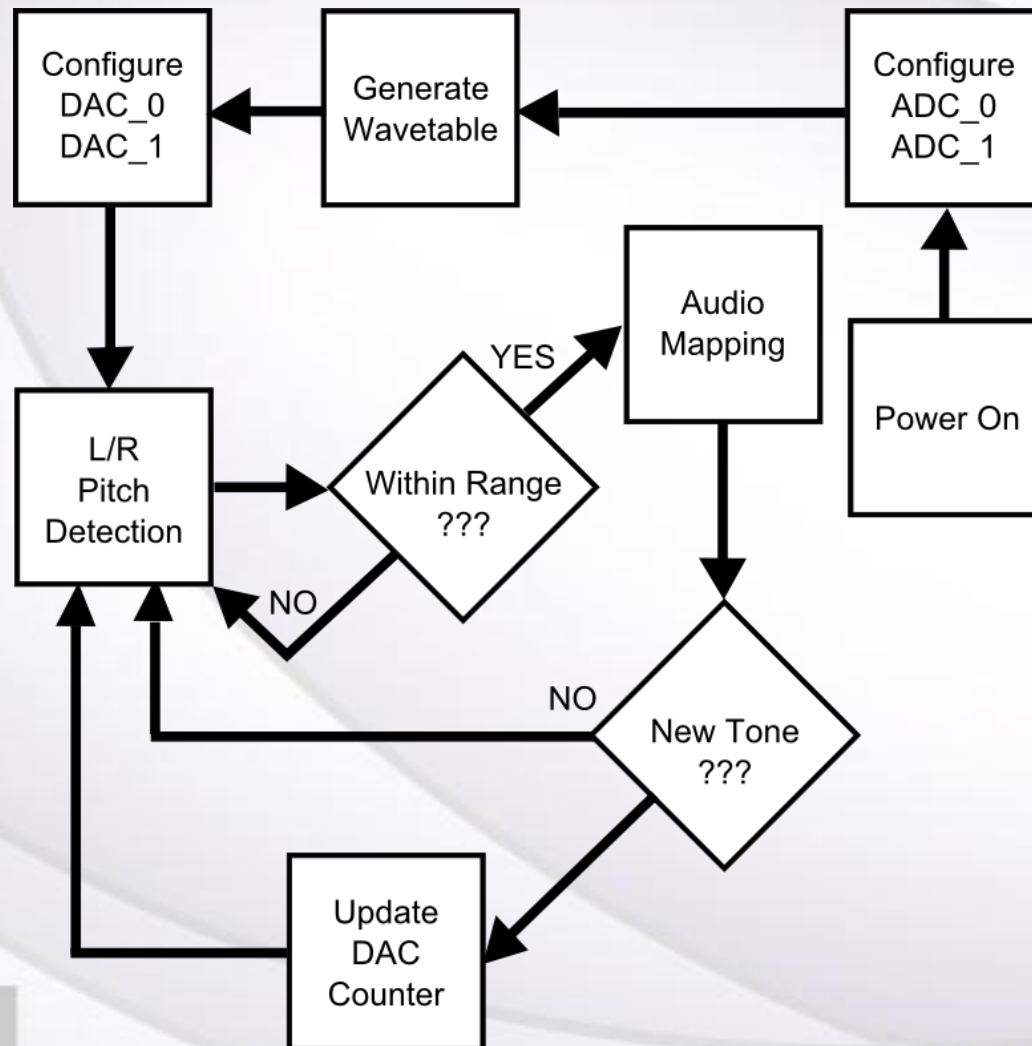 Configure
DAC_0
DAC_1
Generate
Wavetable
Configure
ADC_0
ADC_1
Audio
Mapping
Power On
YES
L/R
Pitch
Detection
Within Range
???
NO
NO
New Tone
???
Update
DAC
Counter